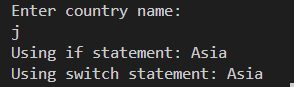 Enter country name:
j
Using if statement: Asia
Using switch statement: Asia